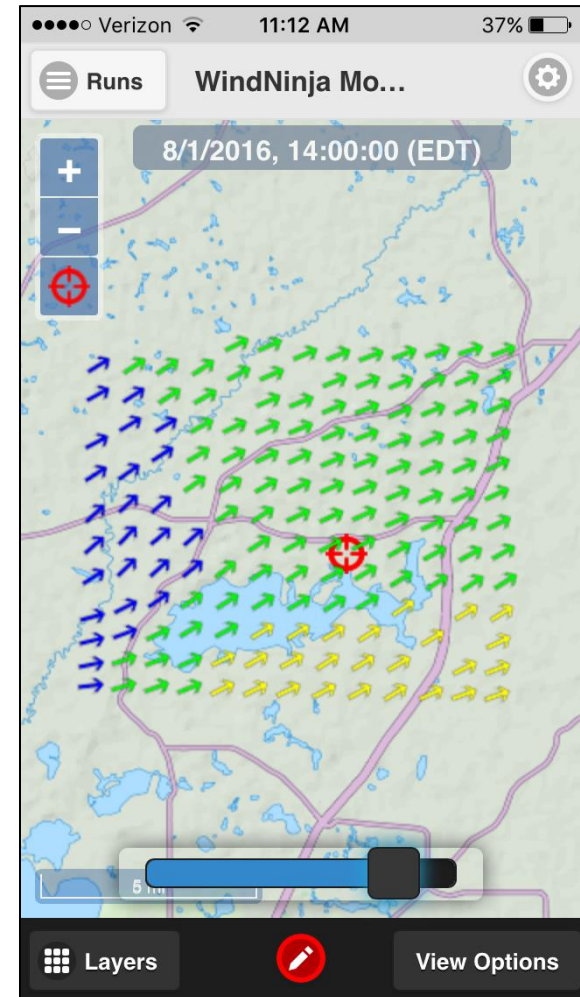 Verizon 11:12 AM 37%
Runs WindNinja Mo...
8/1/2016, 14:00:00 (EDT)
+
−
Layers View Options